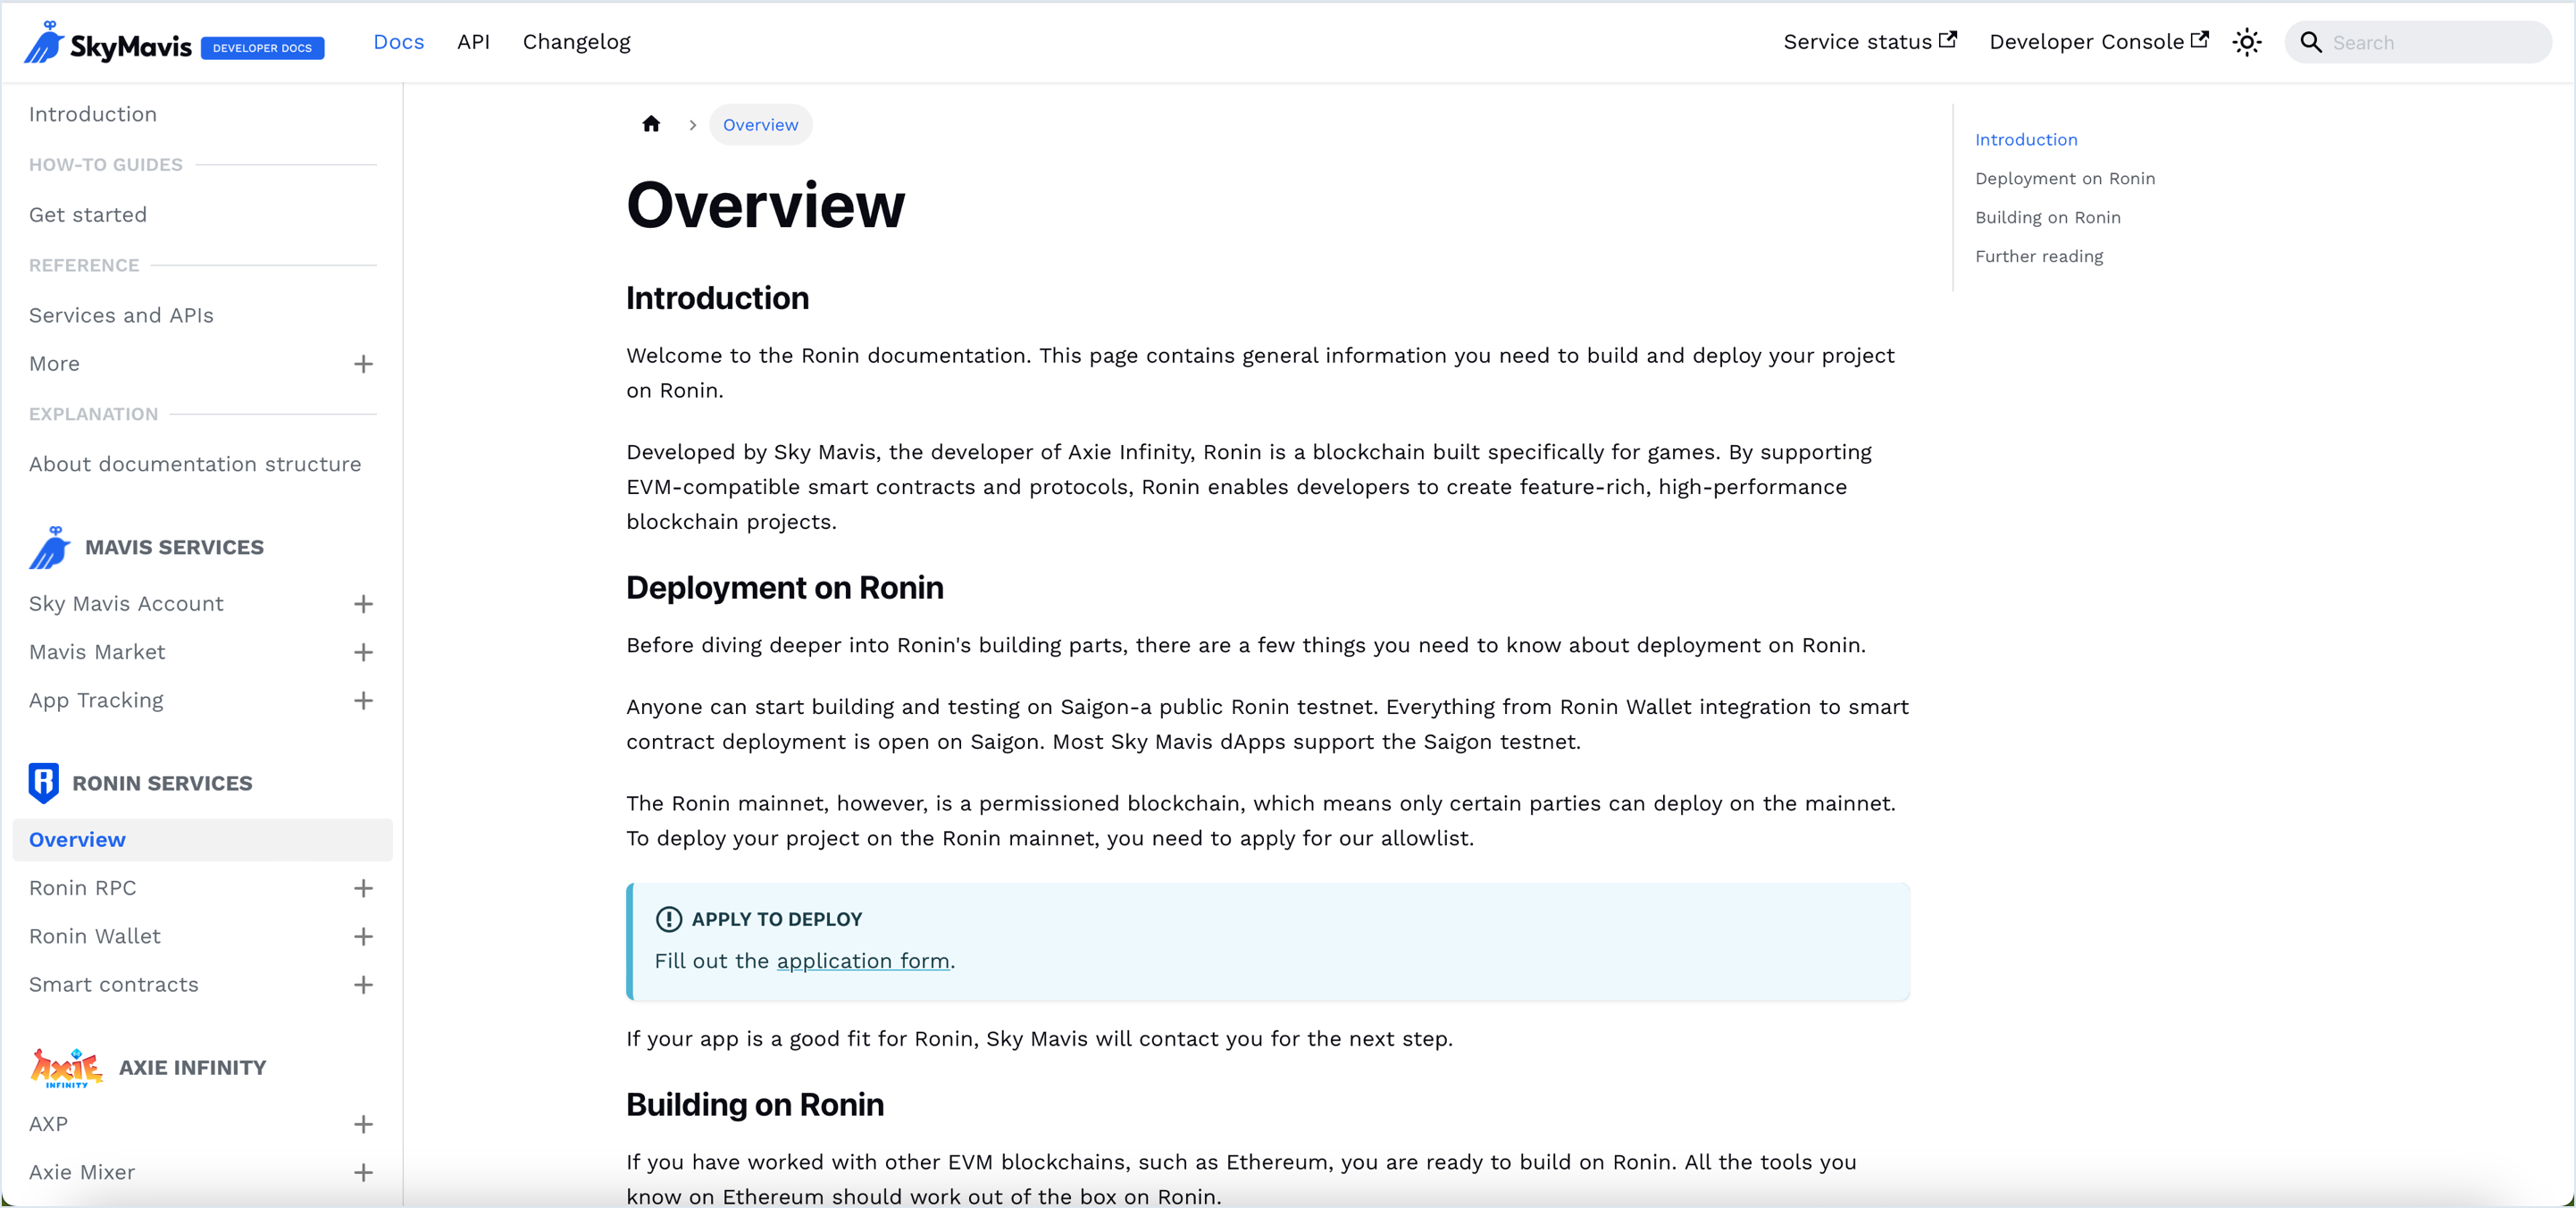 SkyMavis DEVELOPER DOCS Docs API Changelog Service status Developer Console Search
Introduction
HOW-TO GUIDES
Get started
REFERENCE
Services and APIs
More
EXPLANATION
About documentation structure
MAVIS SERVICES
Sky Mavis Account
Mavis Market
App Tracking
RONIN SERVICES
Overview
Ronin RPC
Ronin Wallet
Smart contracts
AXIE INFINITY AXIE INFINITY
AXP
Axie Mixer
Overview
Overview
Introduction
Welcome to the Ronin documentation. This page contains general information you need to build and deploy your project
on Ronin.
Developed by Sky Mavis, the developer of Axie Infinity, Ronin is a blockchain built specifically for games. By supporting
EVM-compatible smart contracts and protocols, Ronin enables developers to create feature-rich, high-performance
blockchain projects.
Deployment on Ronin
Before diving deeper into Ronin's building parts, there are a few things you need to know about deployment on Ronin.
Anyone can start building and testing on Saigon-a public Ronin testnet. Everything from Ronin Wallet integration to smart
contract deployment is open on Saigon. Most Sky Mavis dApps support the Saigon testnet.
The Ronin mainnet, however, is a permissioned blockchain, which means only certain parties can deploy on the mainnet.
To deploy your project on the Ronin mainnet, you need to apply for our allowlist.
APPLY TO DEPLOY
Fill out the application form.
If your app is a good fit for Ronin, Sky Mavis will contact you for the next step.
Building on Ronin
If you have worked with other EVM blockchains, such as Ethereum, you are ready to build on Ronin. All the tools you
know on Ethereum should work out of the box on Ronin.
Introduction
Deployment on Ronin
Building on Ronin
Further reading